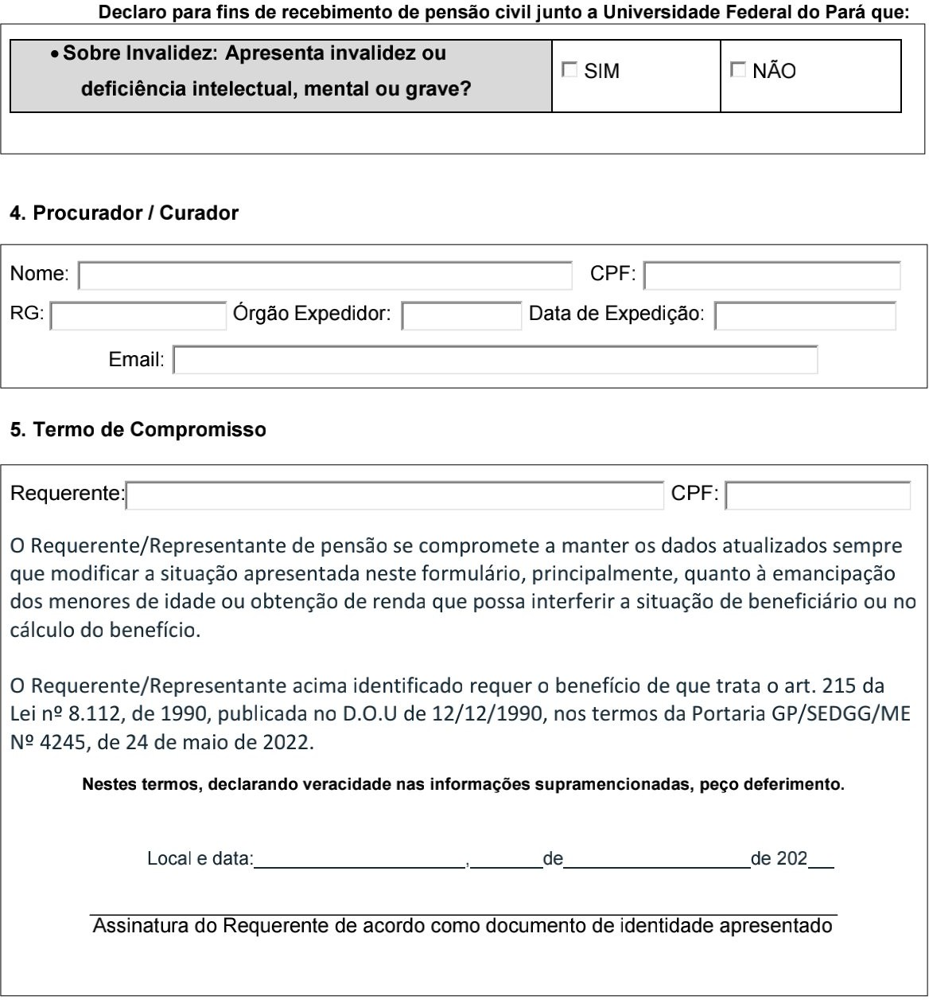 Declaro para fins de recebimento de pensão civil junto a Universidade Federal do Pará que:
• Sobre Invalidez: Apresenta invalidez ou
deficiência intelectual, mental ou grave?
SIM
NÃO
4. Procurador / Curador
Nome: CPF:
RG: Órgão Expedidor: Data de Expedição:
Email:
5. Termo de Compromisso
Requerente: CPF:
O Requerente/Representante de pensão se compromete a manter os dados atualizados sempre
que modificar a situação apresentada neste formulário, principalmente, quanto à emancipação
dos menores de idade ou obtenção de renda que possa interferir a situação de beneficiário ou no
cálculo do benefício.
O Requerente/Representante acima identificado requer o benefício de que trata o art. 215 da
Lei nº 8.112, de 1990, publicada no D.O.U de 12/12/1990, nos termos da Portaria GP/SEDGG/ME
Nº 4245, de 24 de maio de 2022.
Nestes termos, declarando veracidade nas informações supramencionadas, peço deferimento.
Local e data:____________________,_______de__________________de 202___
Assinatura do Requerente de acordo como documento de identidade apresentado